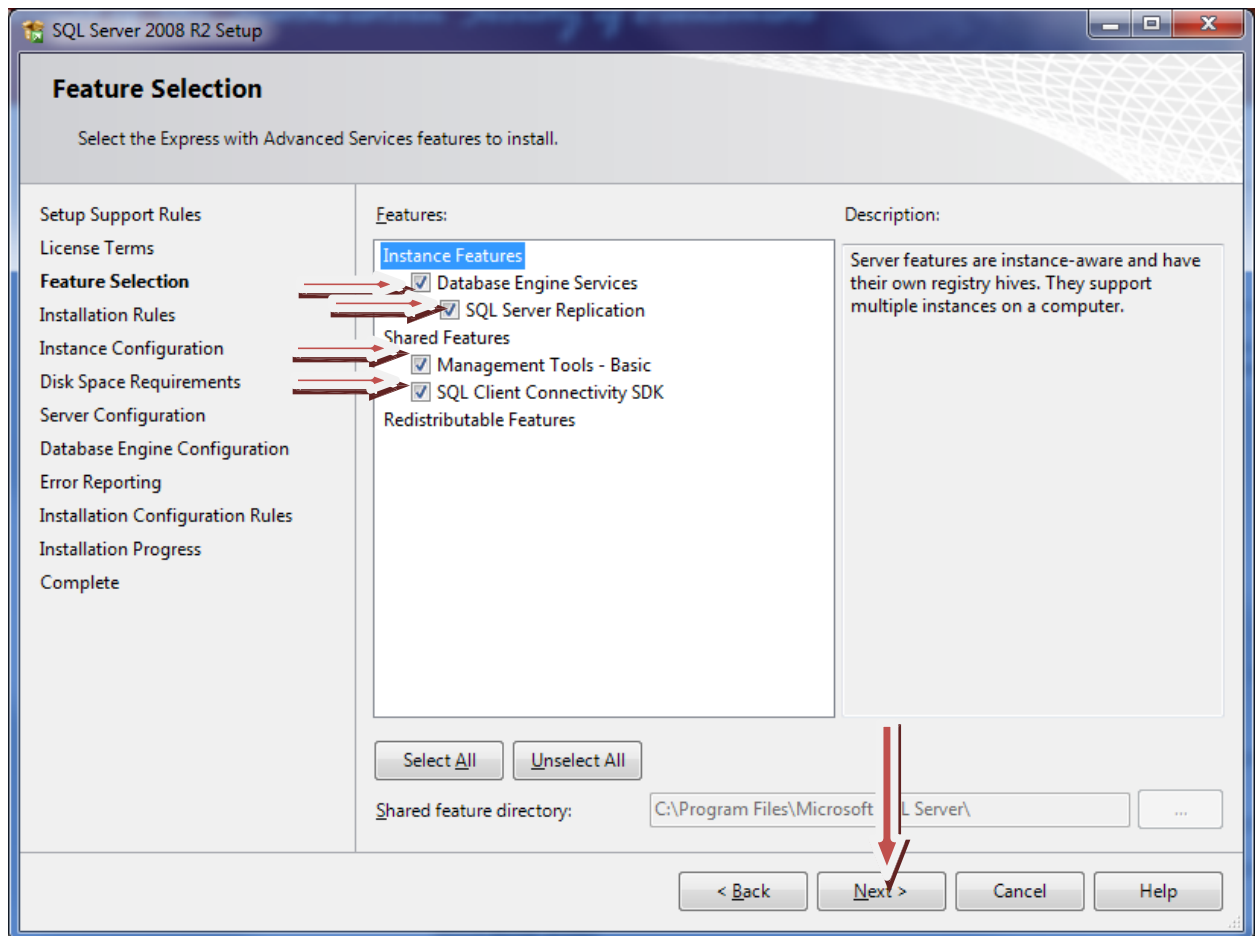 SQL Server 2008 R2 Setup
Feature Selection
Select the Express with Advanced Services features to install.
Setup Support Rules
License Terms
Feature Selection
Installation Rules
Instance Configuration
Disk Space Requirements
Server Configuration
Database Engine Configuration
Error Reporting
Installation Configuration Rules
Installation Progress
Complete
Features:
Instance Features
Database Engine Services
SQL Server Replication
Shared Features
Management Tools - Basic
SQL Client Connectivity SDK
Redistributable Features
Description:
Server features are instance-aware and have
their own registry hives. They support
multiple instances on a computer.
Select All
Unselect All
Shared feature directory:
C:\Program Files\Microsoft L Server\
...
< Back
Next >
Cancel
Help